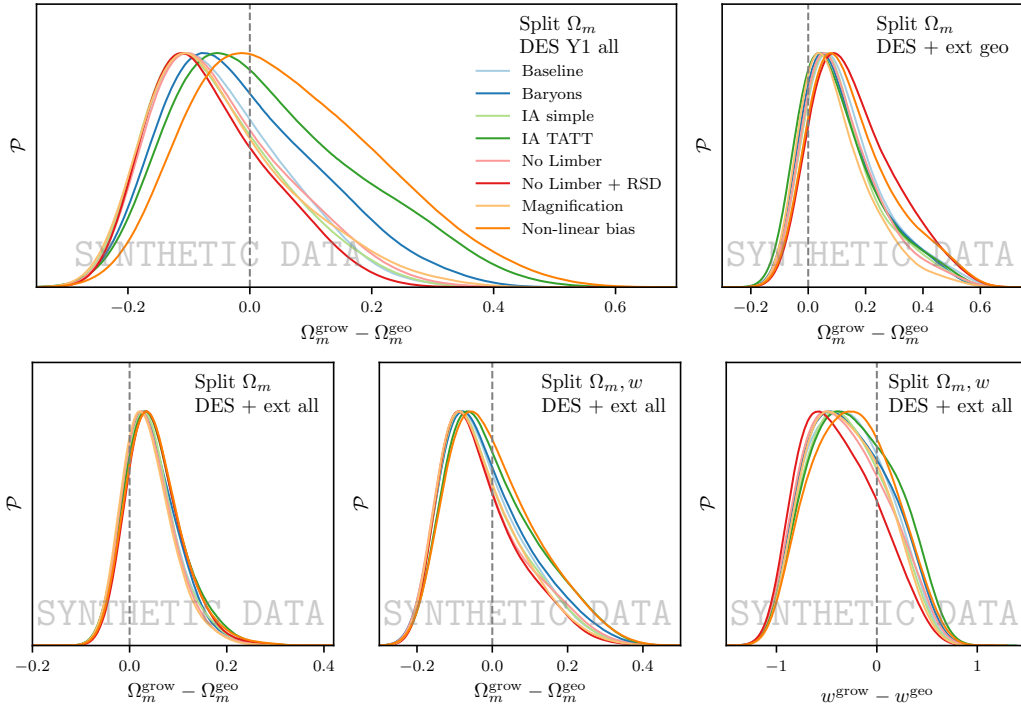 Split Ωₘ
DES Y1 all
Baseline
Baryons
IA simple
IA TATT
No Limber
No Limber + RSD
Magnification
Non-linear bias
SYNTHETIC DATA
𝒫
−0.2 0.0 0.2 0.4 0.6
Ωₘ^grow − Ωₘ^geo
Split Ωₘ
DES + ext geo
SYNTHETIC DATA
𝒫
−0.2 0.0 0.2 0.4 0.6
Ωₘ^grow − Ωₘ^geo
Split Ωₘ
DES + ext all
SYNTHETIC DATA
𝒫
−0.2 0.0 0.2 0.4
Ωₘ^grow − Ωₘ^geo
Split Ωₘ, w
DES + ext all
SYNTHETIC DATA
𝒫
−0.2 0.0 0.2 0.4
Ωₘ^grow − Ωₘ^geo
Split Ωₘ, w
DES + ext all
SYNTHETIC DATA
𝒫
−1 0 1
w^grow − w^geo